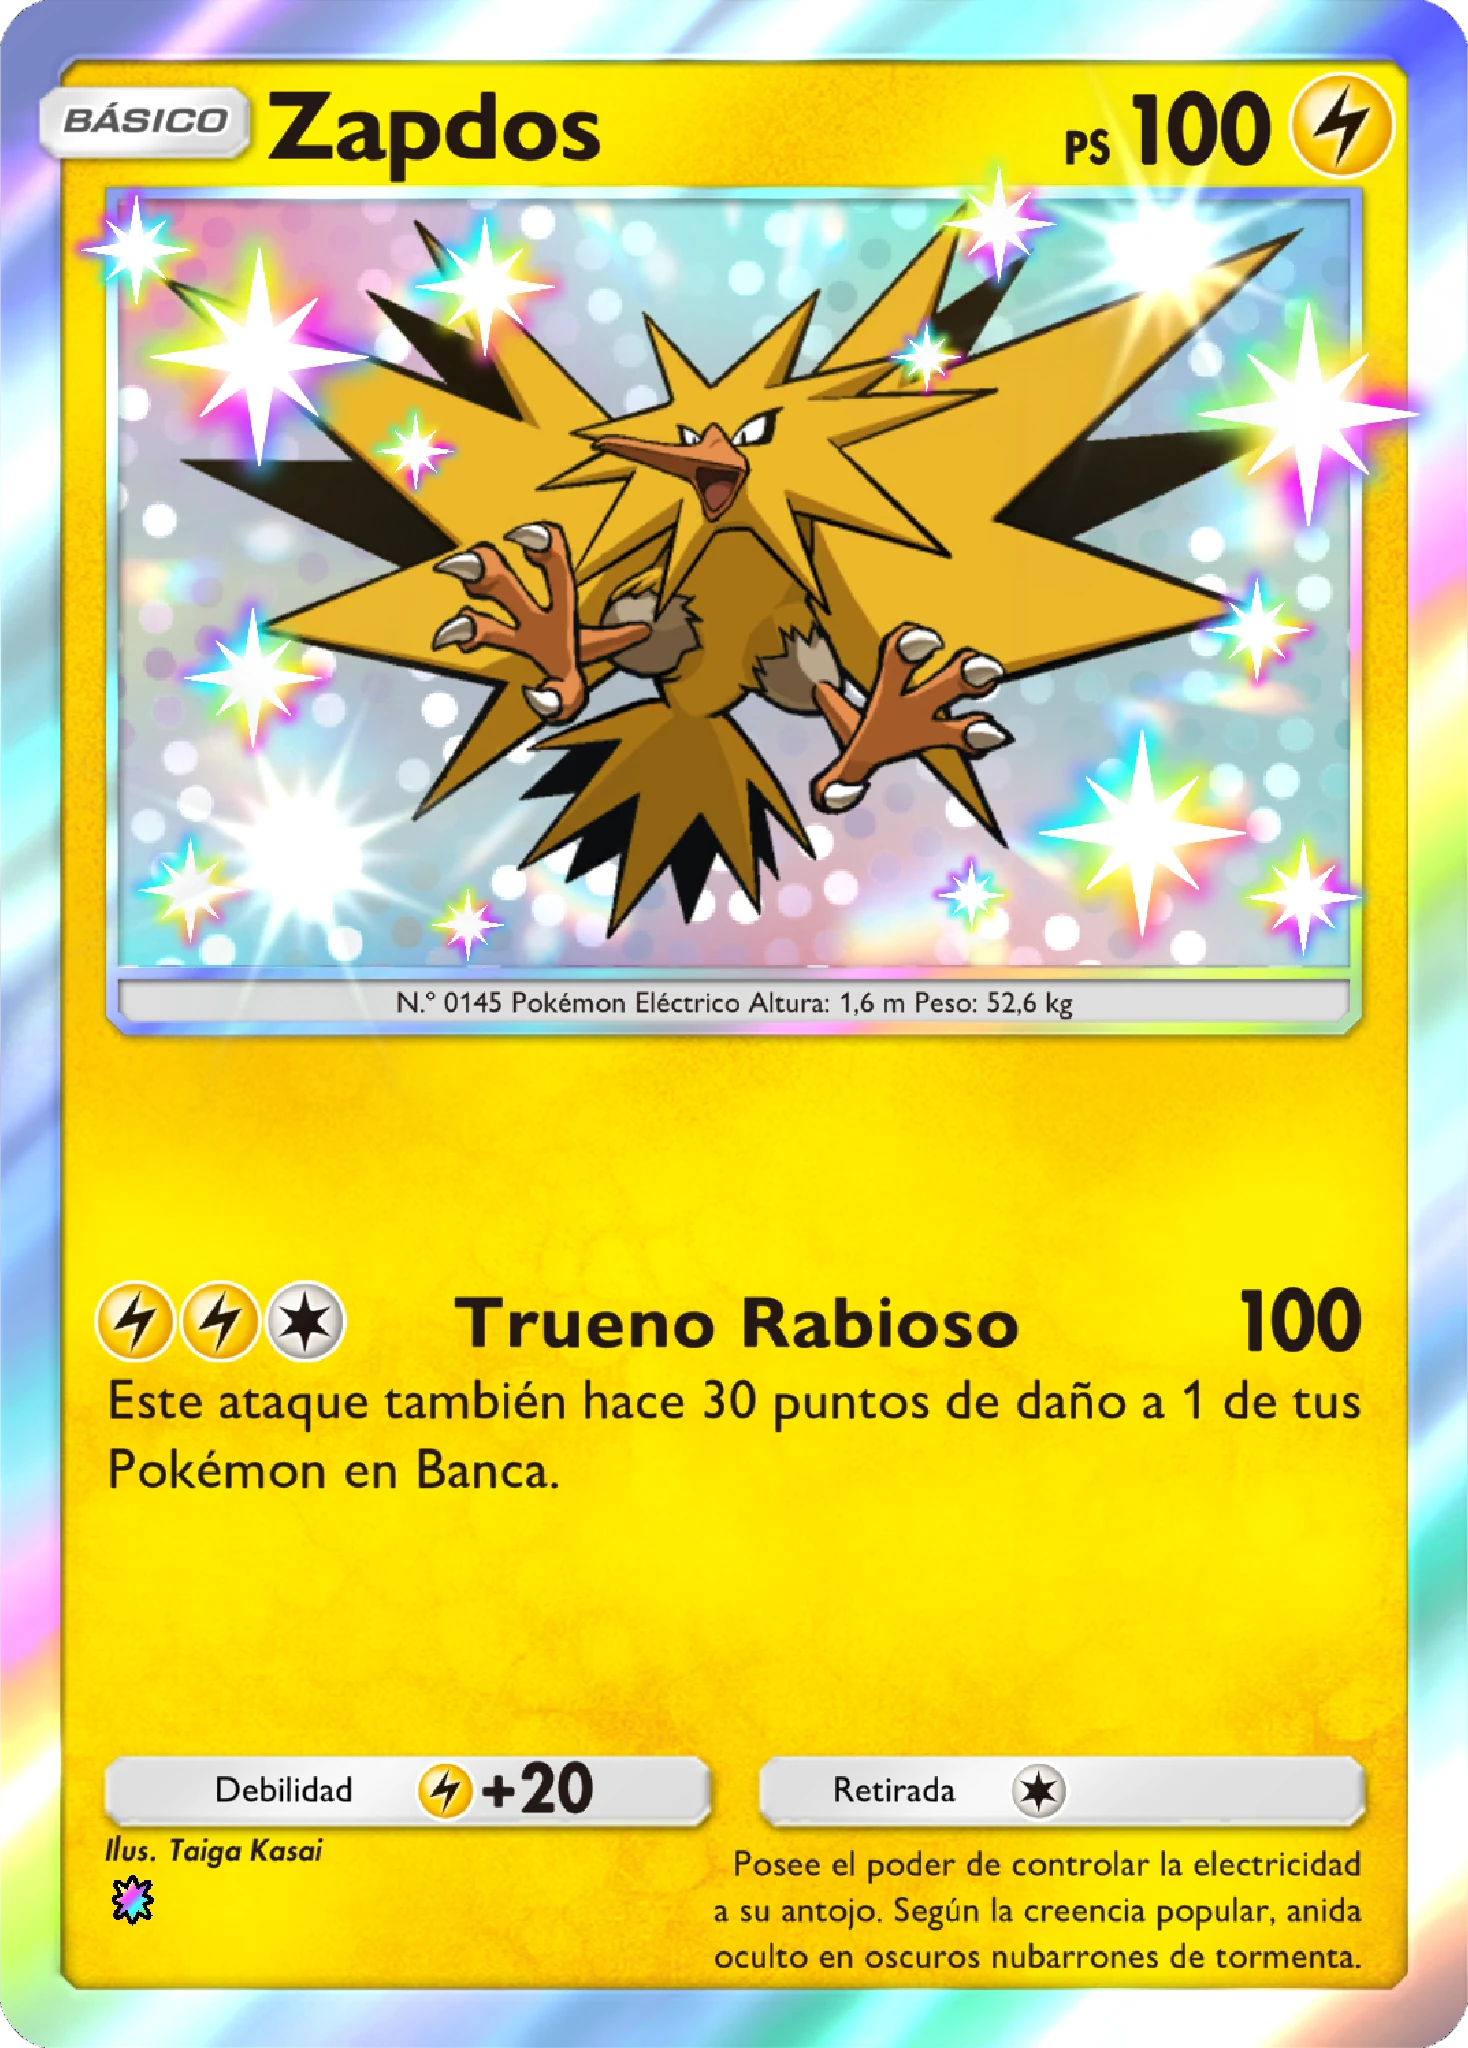 BÁSICO Zapdos PS 100
N.º 0145 Pokémon Eléctrico Altura: 1,6 m Peso: 52,6 kg
Trueno Rabioso 100
Este ataque también hace 30 puntos de daño a 1 de tus
Pokémon en Banca.
Debilidad +20 Retirada
Ilus. Taiga Kasai
Posee el poder de controlar la electricidad
a su antojo. Según la creencia popular, anida
oculto en oscuros nubarrones de tormenta.